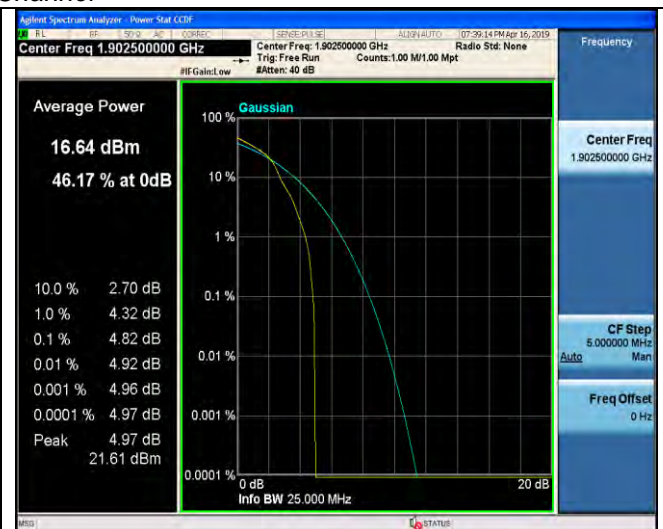 Channel
Agilent Spectrum Analyzer - Power Stat CCDF
RL RF 50 Ω AC CORREC SENSE:PULSE ALIGN AUTO 07:39:14 PM Apr 16, 2019
Center Freq 1.902500000 GHz
Center Freq: 1.902500000 GHz Radio Std: None
Trig: Free Run Counts:1.00 M/1.00 Mpt
#IFGain:Low #Atten: 40 dB
Frequency
Average Power
16.64 dBm
46.17 % at 0dB
10.0 % 2.70 dB
1.0 % 4.32 dB
0.1 % 4.82 dB
0.01 % 4.92 dB
0.001 % 4.96 dB
0.0001 % 4.97 dB
Peak 4.97 dB
21.61 dBm
Gaussian
100 %
10 %
1 %
0.1 %
0.01 %
0.001 %
0.0001 %
0 dB 20 dB
Info BW 25.000 MHz
Center Freq
1.902500000 GHz
CF Step
5.000000 MHz
Auto Man
Freq Offset
0 Hz
MSG STATUS